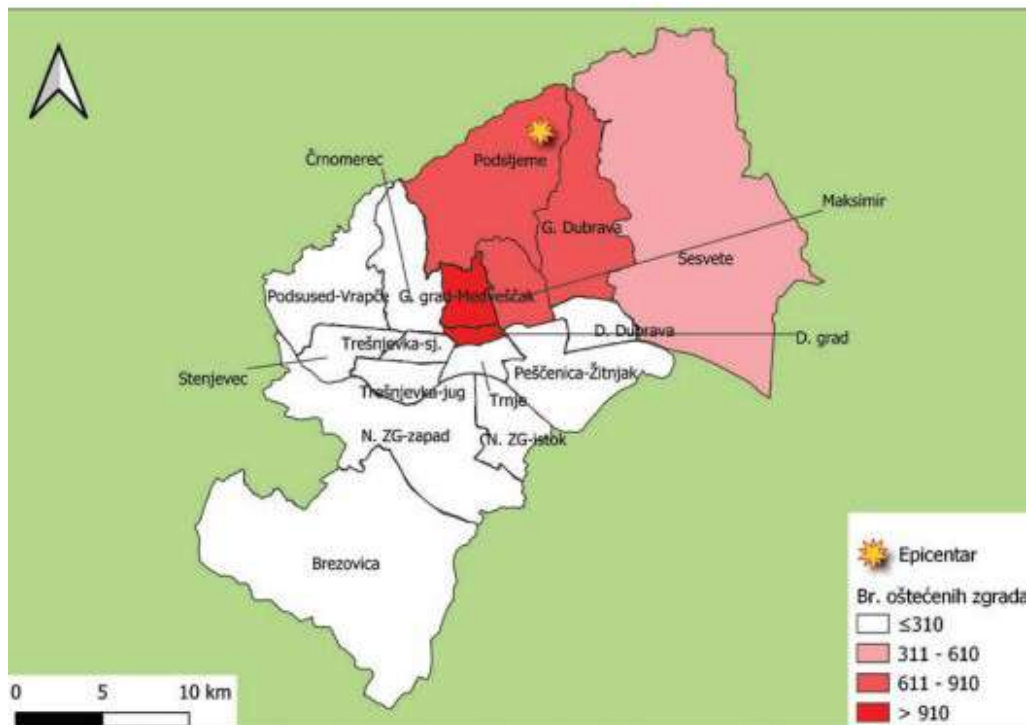 Črnomerec
Podsljeme
Maksimir
G. Dubrava
Sesvete
Podsused-Vrapče
G. grad-Medveščak
D. Dubrava
D. grad
Trešnjevka-sj.
Stenjevec
Peščenica-Žitnjak
Trešnjevka-jug
Trnje
N. ZG-zapad
N. ZG-istok
Brezovica
Epicentar
Br. oštećenih zgrada
≤310
311 - 610
611 - 910
> 910
0 5 10 km